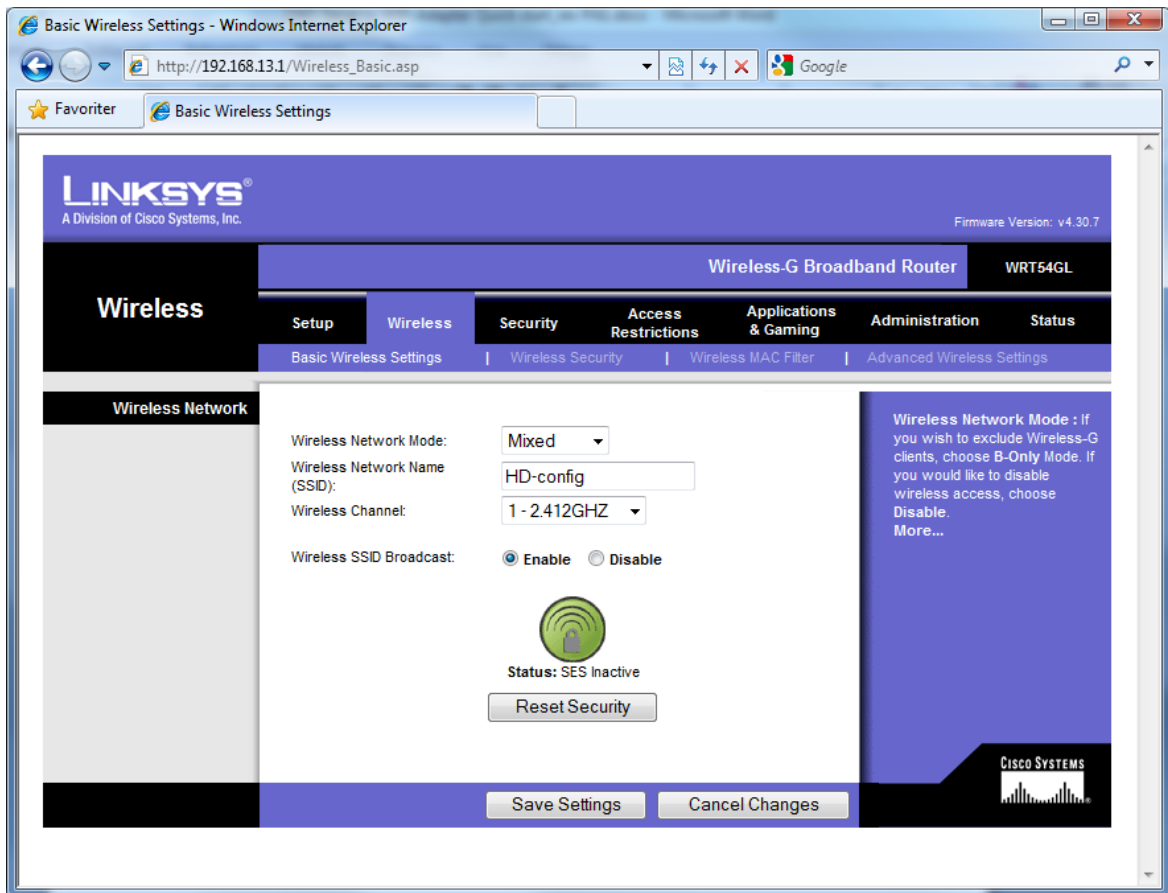 Basic Wireless Settings - Windows Internet Explorer
http://192.168.13.1/Wireless_Basic.asp
Google
Favoriter
Basic Wireless Settings
LINKSYS®
A Division of Cisco Systems, Inc.
Firmware Version: v4.30.7
Wireless-G Broadband Router
WRT54GL
Wireless
Setup
Wireless
Security
Access Restrictions
Applications & Gaming
Administration
Status
Basic Wireless Settings | Wireless Security | Wireless MAC Filter | Advanced Wireless Settings
Wireless Network
Wireless Network Mode: Mixed
Wireless Network Name
(SSID): HD-config
Wireless Channel: 1 - 2.412GHZ
Wireless SSID Broadcast: Enable Disable
Status: SES Inactive
Reset Security
Wireless Network Mode : If
you wish to exclude Wireless-G
clients, choose B-Only Mode. If
you would like to disable
wireless access, choose
Disable.
More...
CISCO SYSTEMS
Save Settings
Cancel Changes